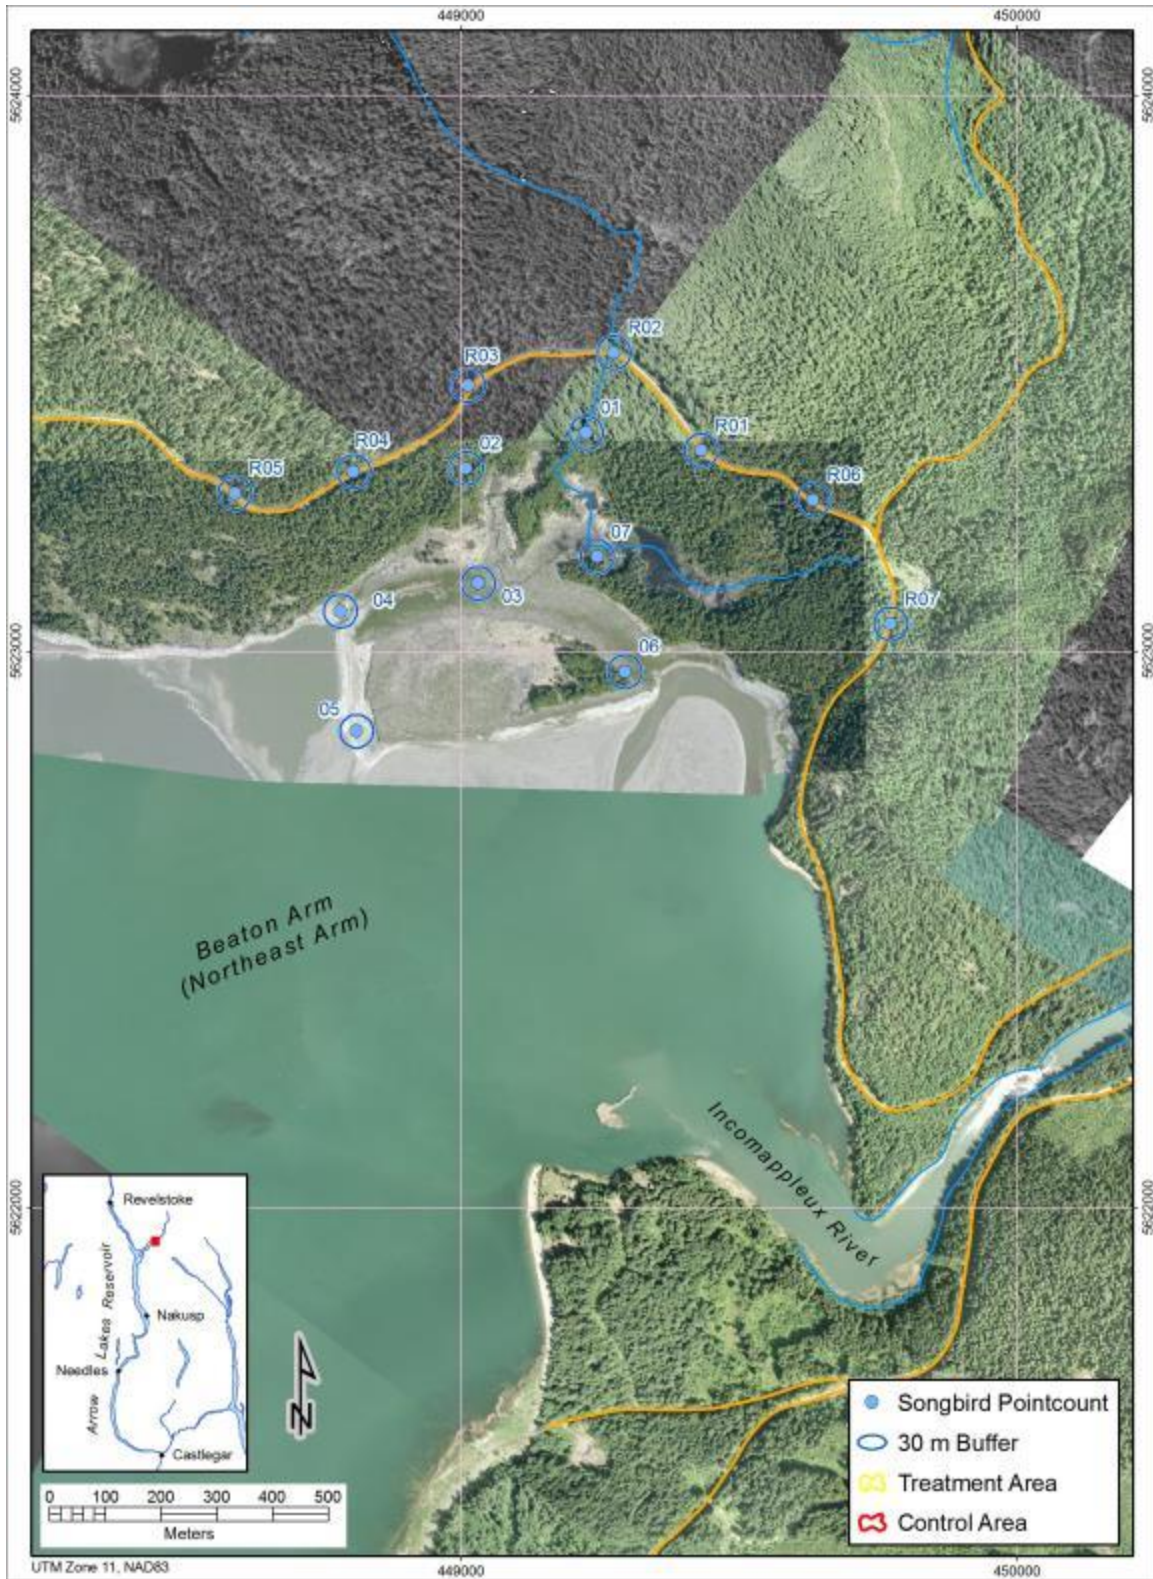 449000
450000
5624000
5624000
R02
R03
01
R01
02
R04
R05
R06
07
03
04
R07
5623000
5623000
06
05
Beaton Arm
(Northeast Arm)
Incomappleux River
5622000
5622000
Revelstoke
Arrow Lakes Reservoir
Nakusp
Needles
Castlegar
N
0 100 200 300 400 500
Meters
Songbird Pointcount
30 m Buffer
Treatment Area
Control Area
UTM Zone 11, NAD83
449000
450000